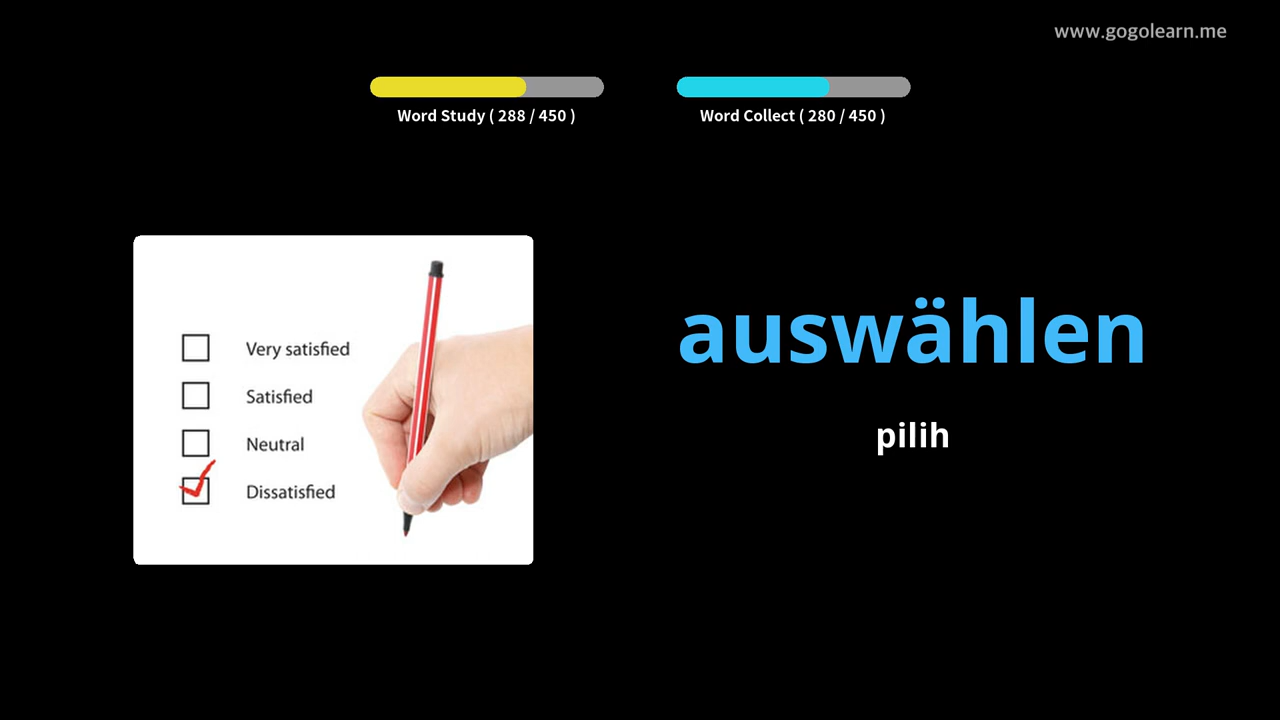 www.gogolearn.me
Word Study ( 288 / 450 )
Word Collect ( 280 / 450 )
Very satisfied
Satisfied
Neutral
Dissatisfied
auswählen
pilih